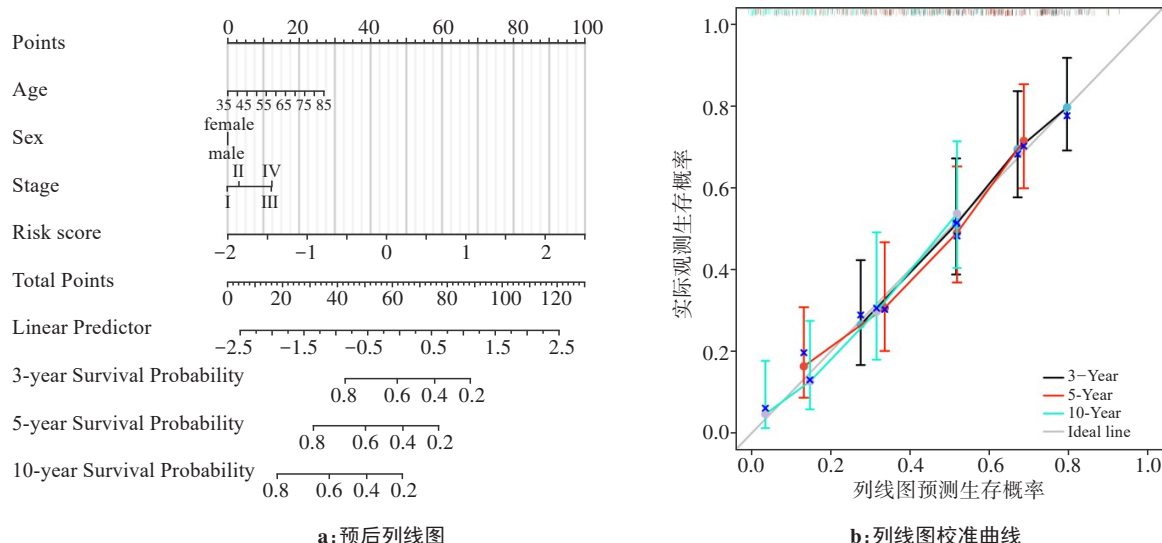 Points
0 20 40 60 80 100
Age
35 45 55 65 75 85
Sex
female
male
Stage
II IV
I III
Risk score
−2 −1 0 1 2
Total Points
0 20 40 60 80 100 120
Linear Predictor
−2.5 −1.5 −0.5 0.5 1.5 2.5
3-year Survival Probability
0.8 0.6 0.4 0.2
5-year Survival Probability
0.8 0.6 0.4 0.2
10-year Survival Probability
0.8 0.6 0.4 0.2
a:预后列线图
实际观测生存概率
1.0
0.8
0.6
0.4
0.2
0.0
3−Year
5-Year
10-Year
Ideal line
0.0 0.2 0.4 0.6 0.8 1.0
列线图预测生存概率
b:列线图校准曲线